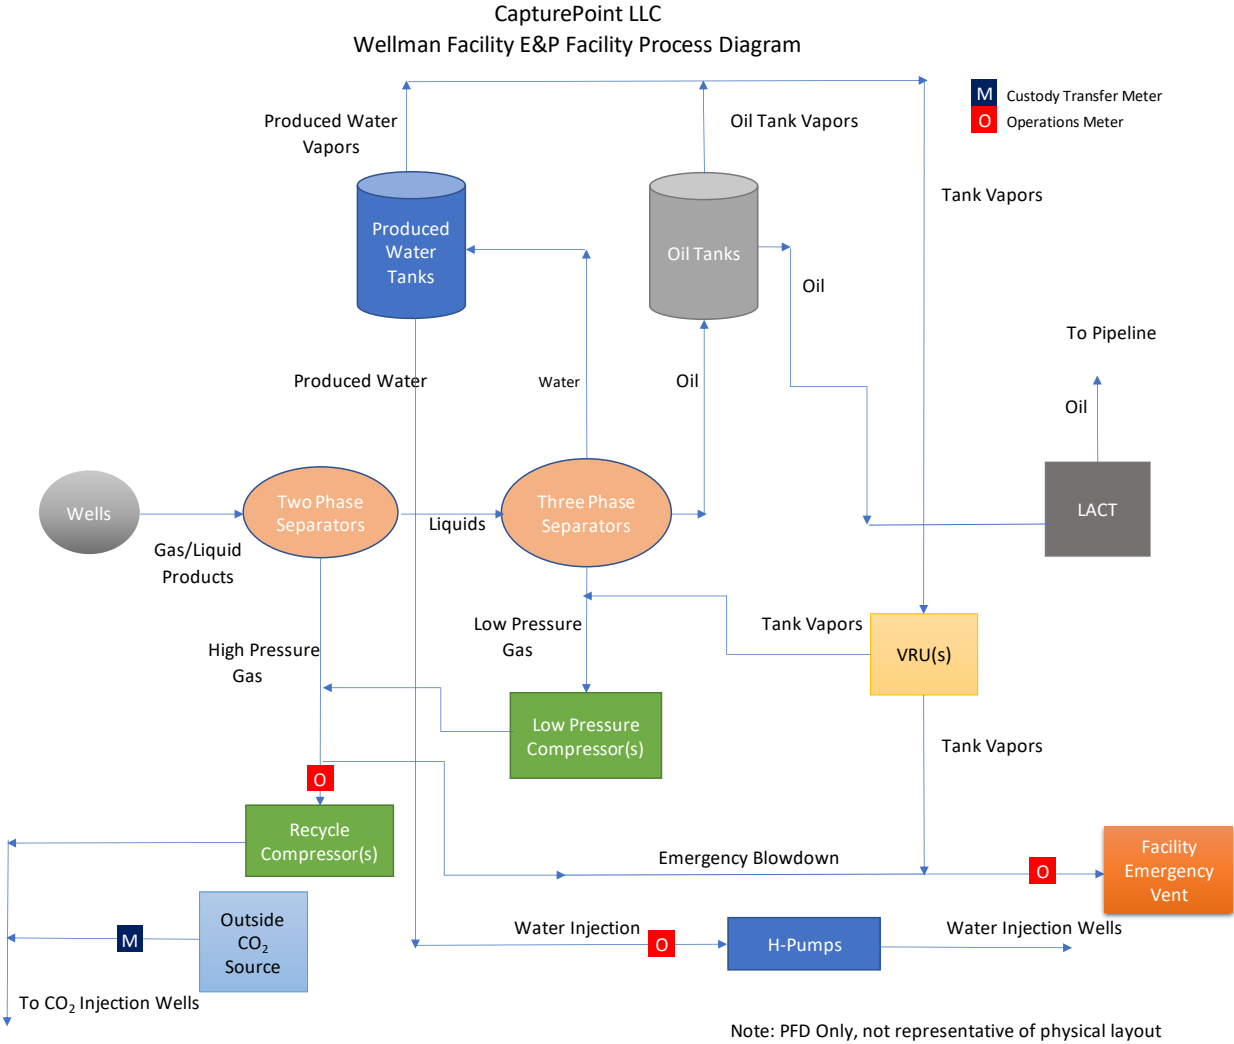 CapturePoint LLC
Wellman Facility E&P Facility Process Diagram
M Custody Transfer Meter
O Operations Meter
Produced Water
Vapors
Oil Tank Vapors
Tank Vapors
Produced
Water
Tanks
Oil Tanks
Oil
To Pipeline
Produced Water
Water
Oil
Oil
Wells
Two Phase
Separators
Liquids
Three Phase
Separators
LACT
Gas/Liquid
Products
High Pressure
Gas
Low Pressure
Gas
Tank Vapors
VRU(s)
Low Pressure
Compressor(s)
Tank Vapors
O
Recycle
Compressor(s)
Emergency Blowdown
O
Facility
Emergency
Vent
M
Outside
CO₂
Source
Water Injection
O
H-Pumps
Water Injection Wells
To CO₂ Injection Wells
Note: PFD Only, not representative of physical layout